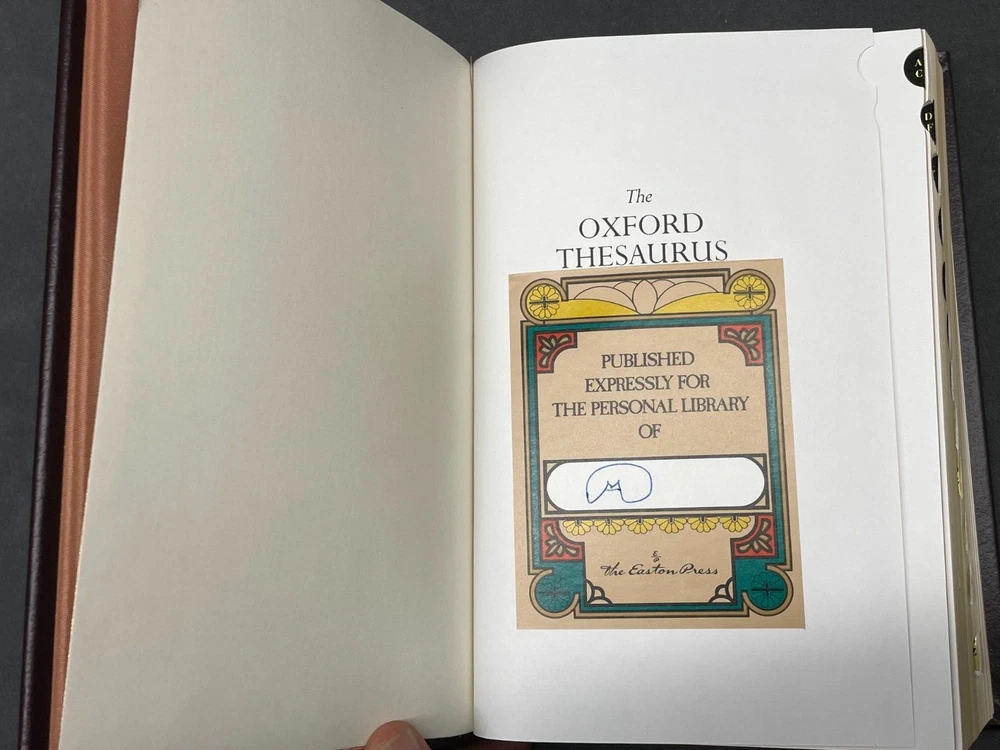 The
OXFORD
THESAURUS
PUBLISHED
EXPRESSLY FOR
THE PERSONAL LIBRARY
OF
The Easton Press
A
C
D
F